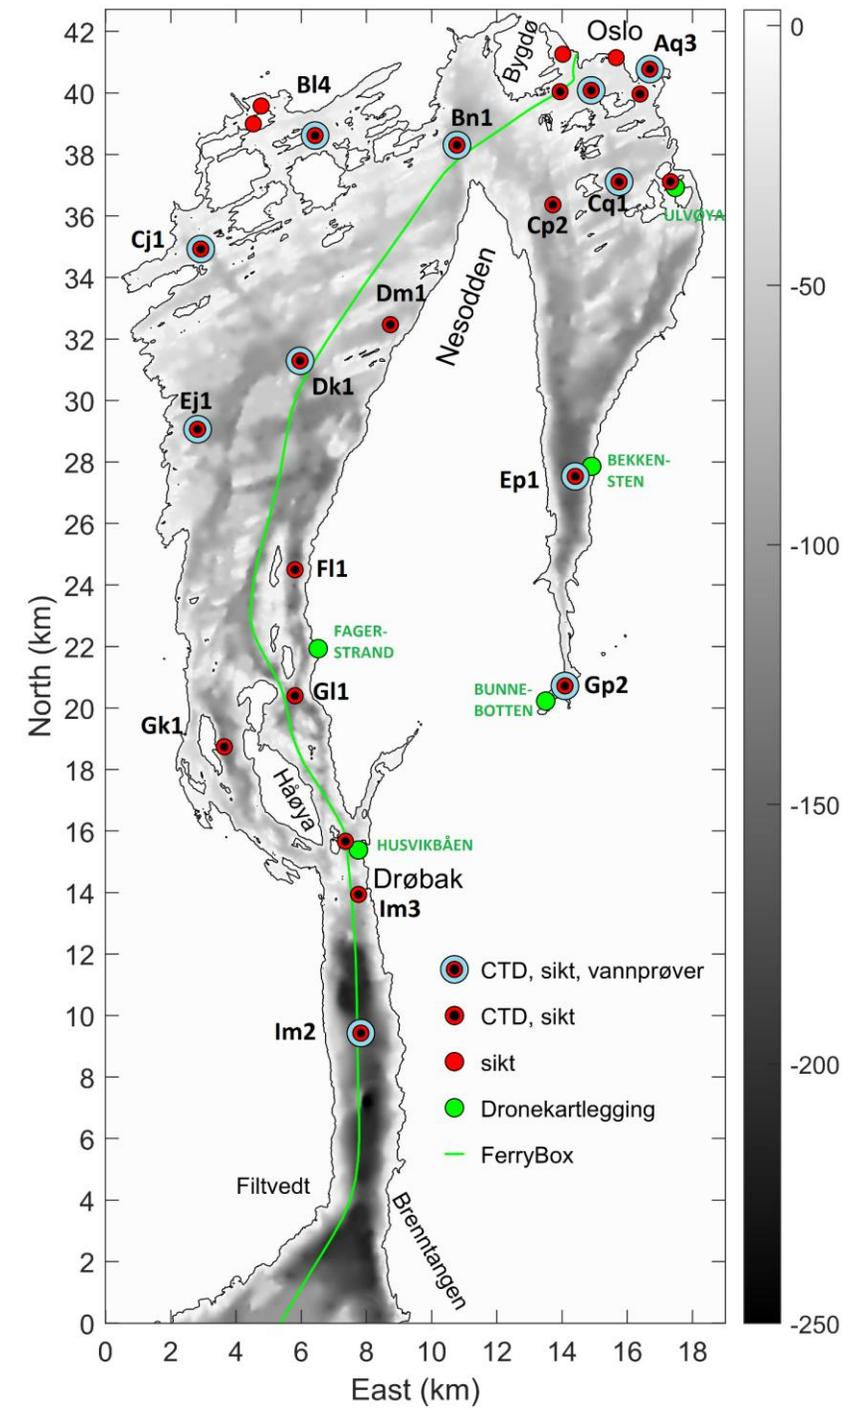 Oslo
Bygdø
Aq3
Bl4
Bn1
Cq1
ULVØYA
Cp2
Cj1
Dm1
Nesodden
Dk1
Ej1
BEKKEN-
STEN
Ep1
Fl1
FAGER-
STRAND
Gl1
BUNNE-
BOTTEN
Gp2
Gk1
Håøya
HUSVIKBÅEN
Drøbak
Im3
Im2
CTD, sikt, vannprøver
CTD, sikt
sikt
Dronekartlegging
FerryBox
Filtvedt
Brenntangen
North (km)
42
40
38
36
34
32
30
28
26
24
22
20
18
16
14
12
10
8
6
4
2
0
0 2 4 6 8 10 12 14 16 18
East (km)
0
-50
-100
-150
-200
-250